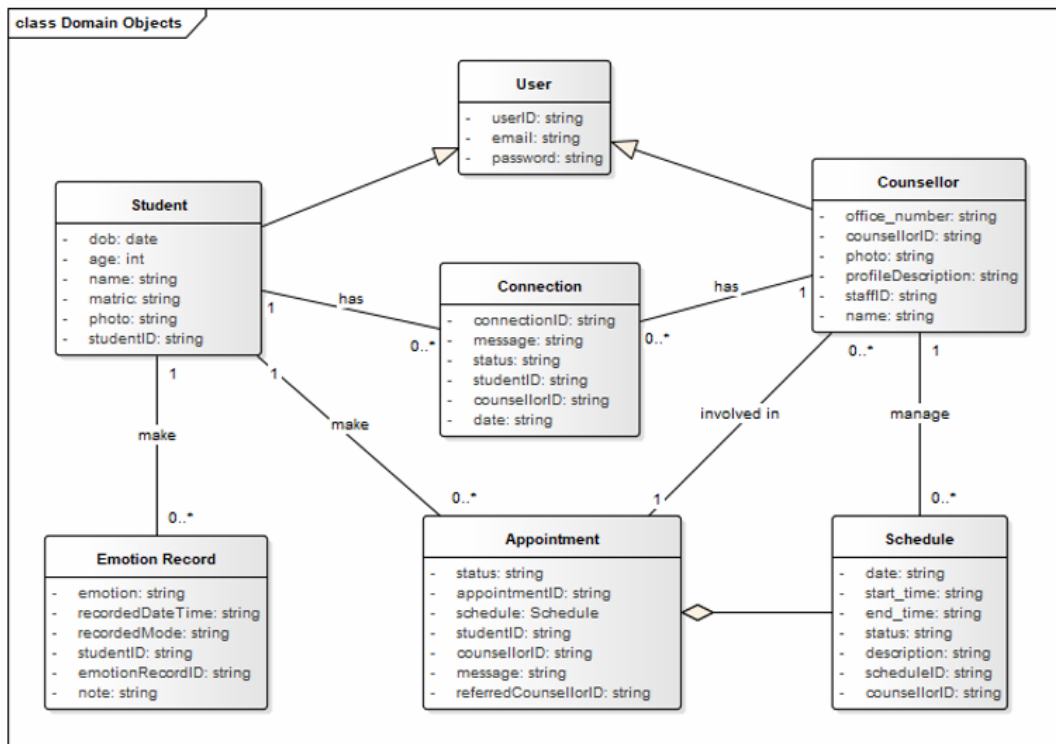 class Domain Objects
User
- userID: string
- email: string
- password: string
Student
- dob: date
- age: int
- name: string
- matric: string
- photo: string
- studentID: string
Counsellor
- office_number: string
- counsellorID: string
- photo: string
- profileDescription: string
- staffID: string
- name: string
Connection
- connectionID: string
- message: string
- status: string
- studentID: string
- counsellorID: string
- date: string
1
has
0..*
has
1
0..*
1
make
0..*
1
make
0..*
0..*
involved in
1
1
manage
0..*
Emotion Record
- emotion: string
- recordedDateTime: string
- recordedMode: string
- studentID: string
- emotionRecordID: string
- note: string
Appointment
- status: string
- appointmentID: string
- schedule: Schedule
- studentID: string
- counsellorID: string
- message: string
- referredCounsellorID: string
Schedule
- date: string
- start_time: string
- end_time: string
- status: string
- description: string
- scheduleID: string
- counsellorID: string